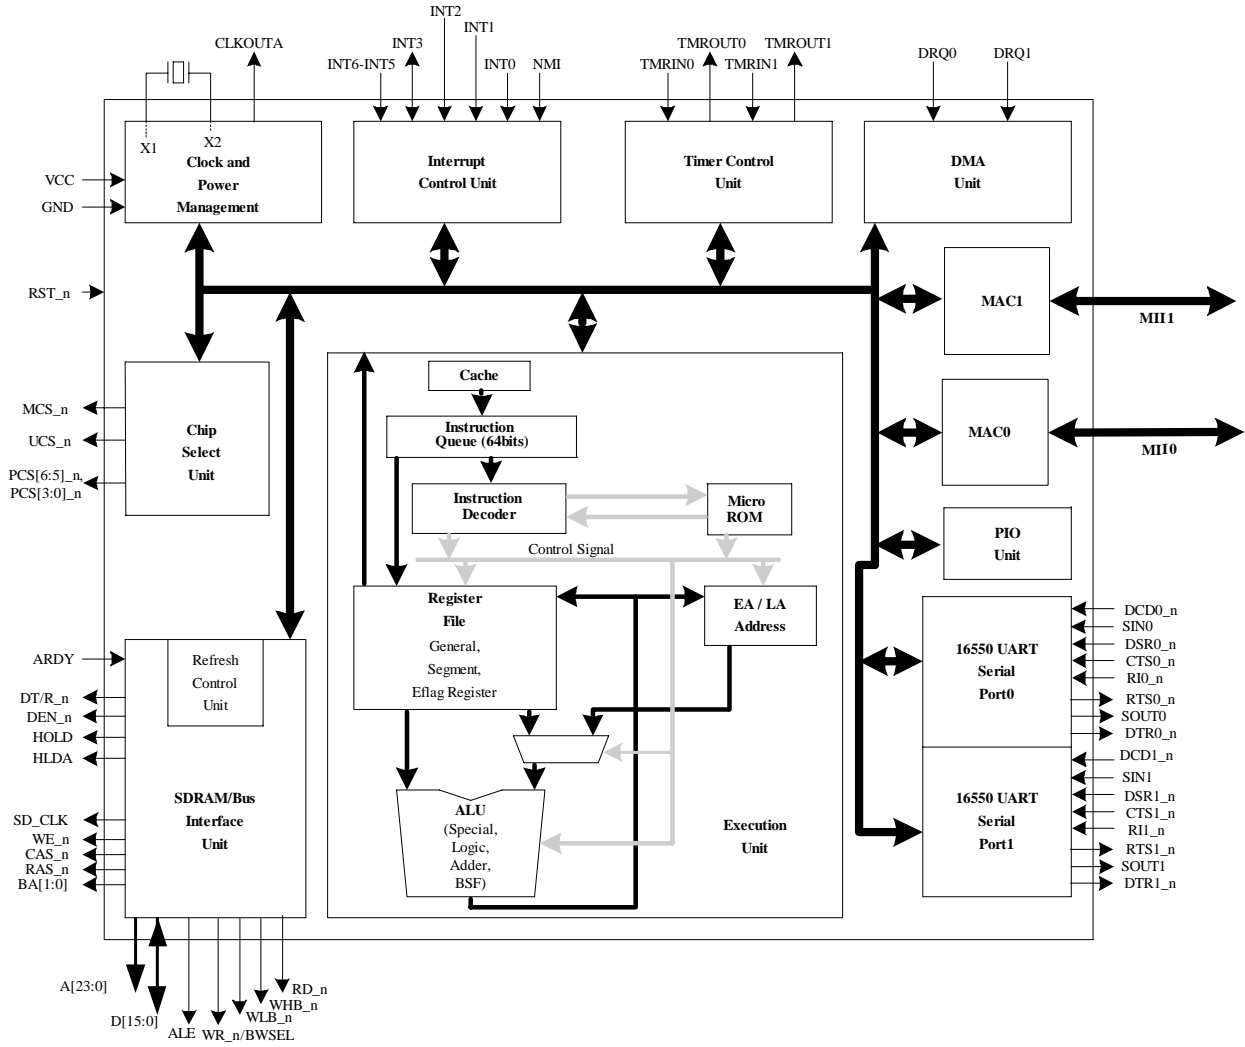 INT2
INT1
CLKOUTA
INT3
TMROUT0
TMROUT1
INT6-INT5
INT0
NMI
TMRIN0
TMRIN1
DRQ0
DRQ1
X1
X2
Clock and
Power
Management
Interrupt
Control Unit
Timer Control
Unit
DMA
Unit
VCC
GND
RST_n
MAC1
MII1
MAC0
MII0
MCS_n
UCS_n
PCS[6:5]_n,
PCS[3:0]_n
Chip
Select
Unit
Cache
Instruction
Queue (64bits)
Instruction
Decoder
Micro
ROM
Control Signal
PIO
Unit
Register
File
General,
Segment,
Eflag Register
EA / LA
Address
ALU
(Special,
Logic,
Adder,
BSF)
Execution
Unit
ARDY
DT/R_n
DEN_n
HOLD
HLDA
SD_CLK
WE_n
CAS_n
RAS_n
BA[1:0]
Refresh
Control
Unit
SDRAM/Bus
Interface
Unit
16550 UART
Serial
Port0
DCD0_n
SIN0
DSR0_n
CTS0_n
RI0_n
RTS0_n
SOUT0
DTR0_n
16550 UART
Serial
Port1
DCD1_n
SIN1
DSR1_n
CTS1_n
RI1_n
RTS1_n
SOUT1
DTR1_n
A[23:0]
D[15:0]
ALE
WR_n/BWSEL
WLB_n
WHB_n
RD_n